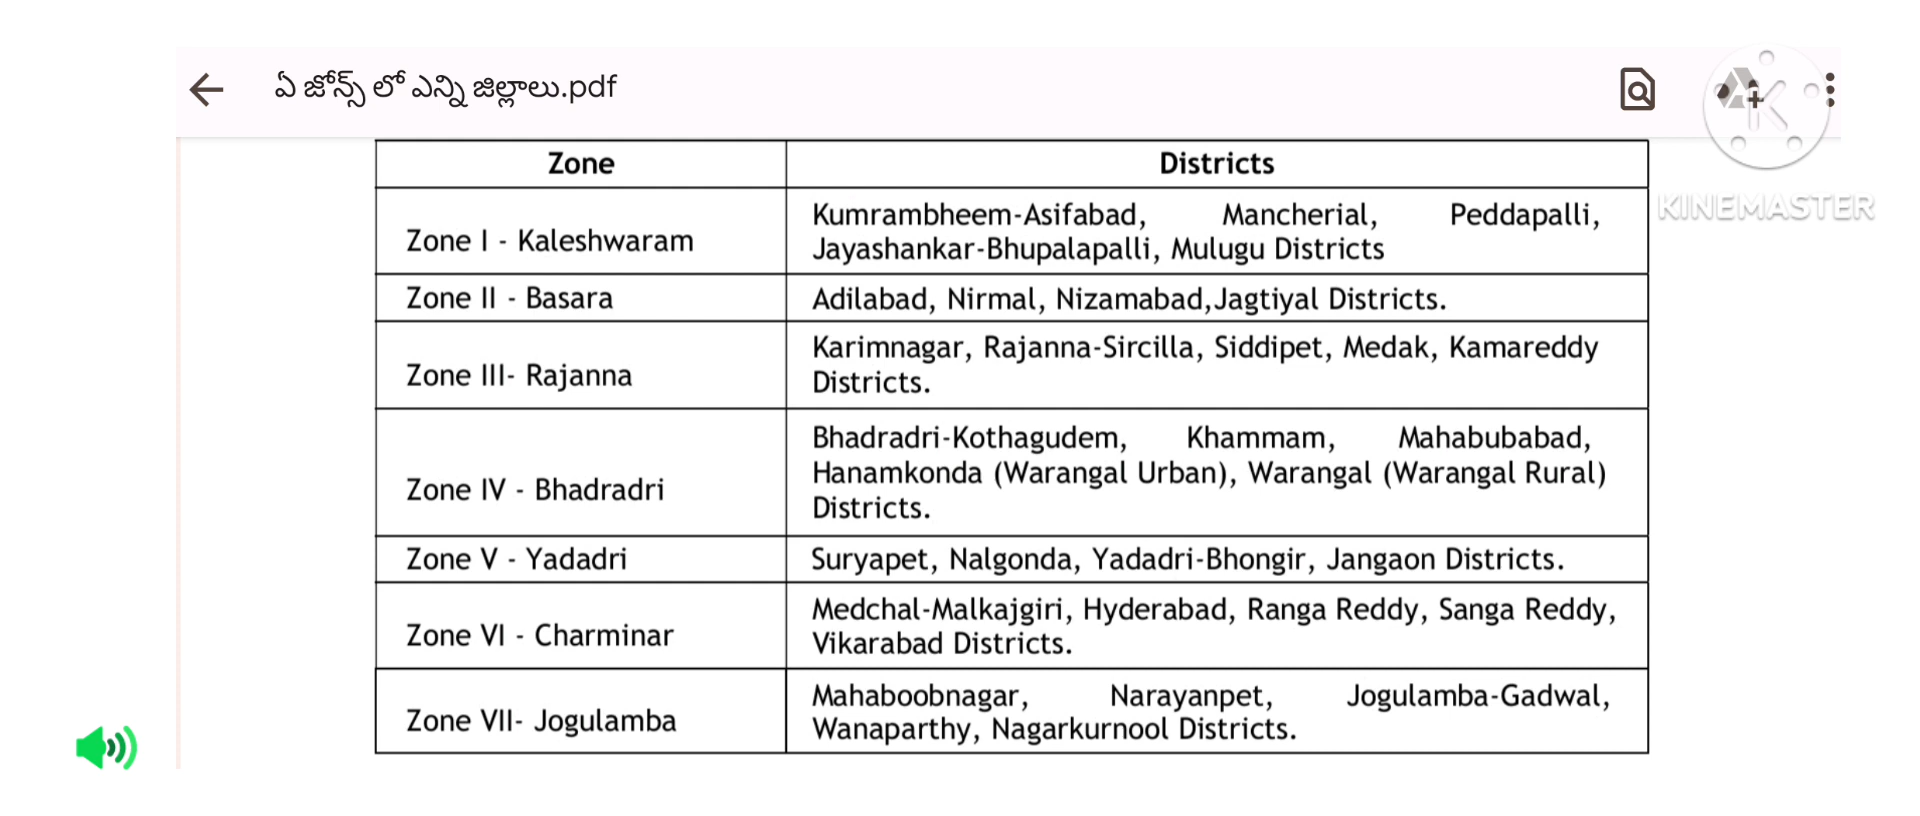 ఏ జోన్స్ లో ఎన్ని జిల్లాలు.pdf
KINEMASTER
Zone Districts
Zone I - Kaleshwaram
Kumrambheem-Asifabad, Mancherial, Peddapalli,
Jayashankar-Bhupalapalli, Mulugu Districts
Zone II - Basara
Adilabad, Nirmal, Nizamabad,Jagtiyal Districts.
Zone III- Rajanna
Karimnagar, Rajanna-Sircilla, Siddipet, Medak, Kamareddy
Districts.
Zone IV - Bhadradri
Bhadradri-Kothagudem, Khammam, Mahabubabad,
Hanamkonda (Warangal Urban), Warangal (Warangal Rural)
Districts.
Zone V - Yadadri
Suryapet, Nalgonda, Yadadri-Bhongir, Jangaon Districts.
Zone VI - Charminar
Medchal-Malkajgiri, Hyderabad, Ranga Reddy, Sanga Reddy,
Vikarabad Districts.
Zone VII- Jogulamba
Mahaboobnagar, Narayanpet, Jogulamba-Gadwal,
Wanaparthy, Nagarkurnool Districts.